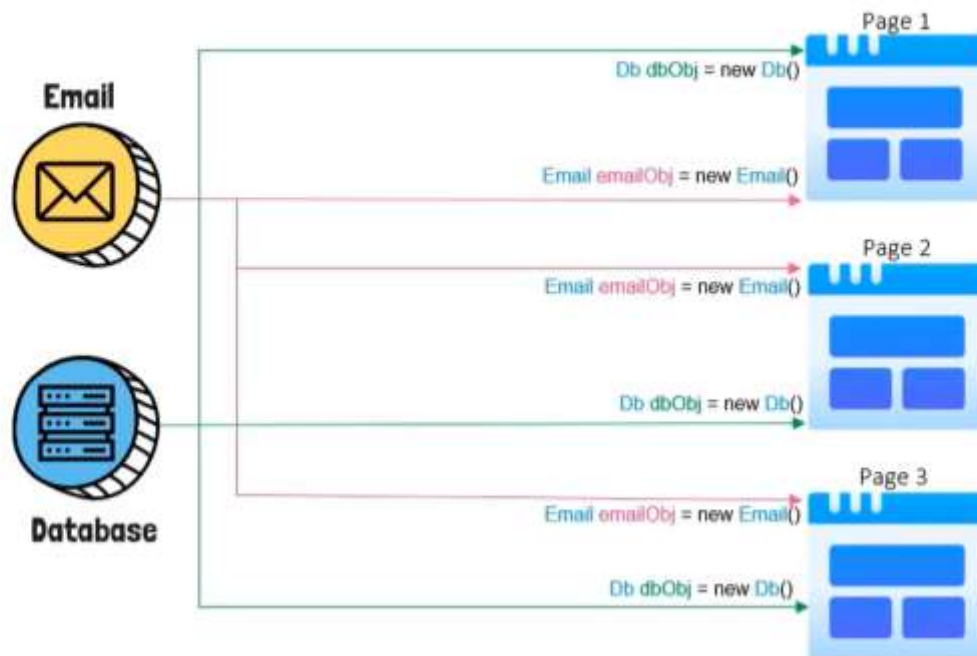 Page 1
Db dbObj = new Db()
Email
Email emailObj = new Email()
Page 2
Email emailObj = new Email()
Db dbObj = new Db()
Page 3
Email emailObj = new Email()
Database
Db dbObj = new Db()